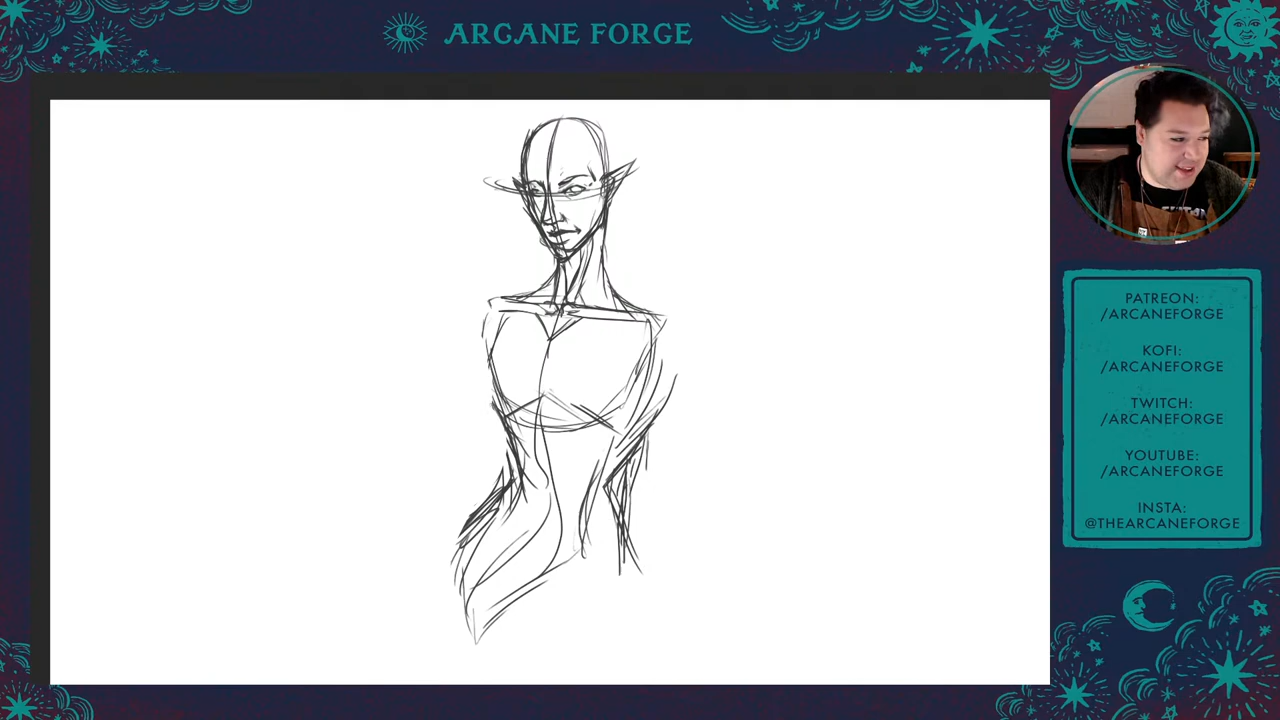 ARCANE FORGE
PATREON:
/ARCANEFORGE
KOFI:
/ARCANEFORGE
TWITCH:
/ARCANEFORGE
YOUTUBE:
/ARCANEFORGE
INSTA:
@THEARCANEFORGE